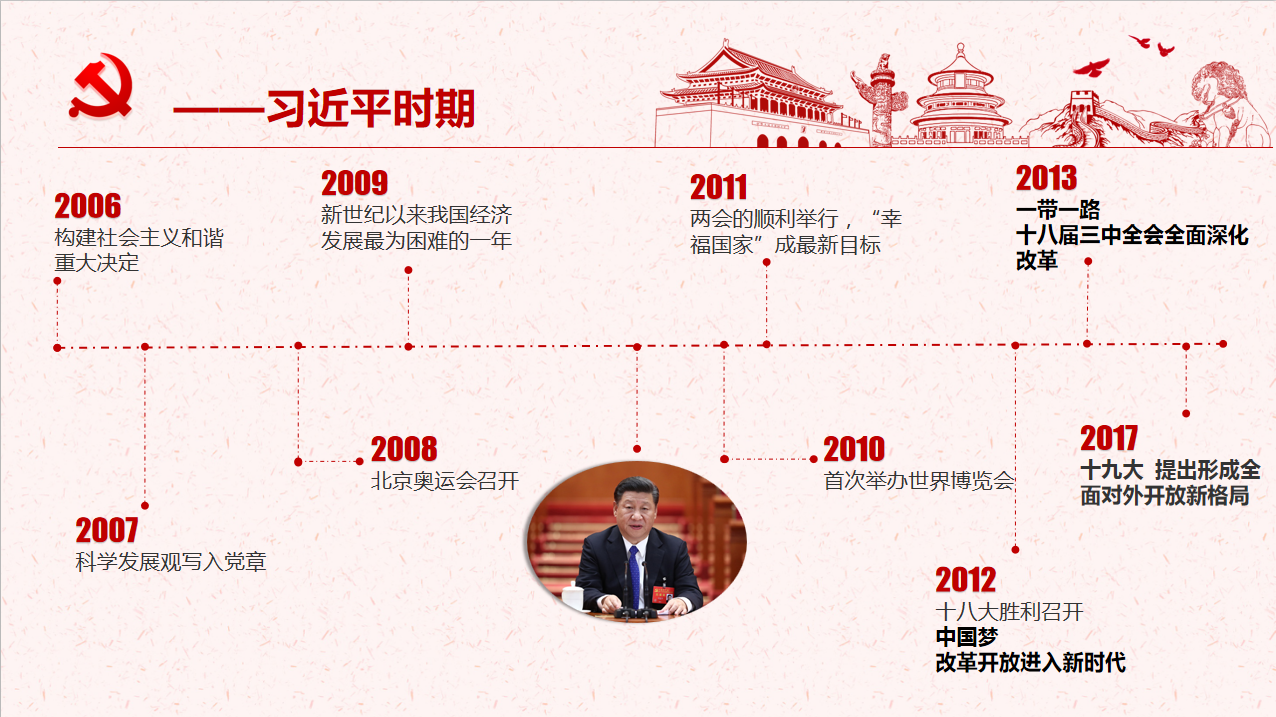 ——习近平时期
2006
构建社会主义和谐
重大决定
2009
新世纪以来我国经济
发展最为困难的一年
2011
两会的顺利举行，“幸
福国家”成最新目标
2013
一带一路
十八届三中全会全面深化
改革
2007
科学发展观写入党章
2008
北京奥运会召开
2010
首次举办世界博览会
2012
十八大胜利召开
中国梦
改革开放进入新时代
2017
十九大 提出形成全
面对外开放新格局